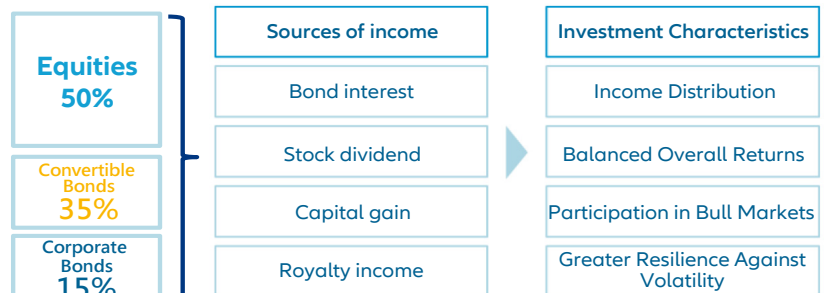 Equities
50%
Convertible
Bonds
35%
Corporate
Bonds
15%
Sources of income
Bond interest
Stock dividend
Capital gain
Royalty income
Investment Characteristics
Income Distribution
Balanced Overall Returns
Participation in Bull Markets
Greater Resilience Against
Volatility